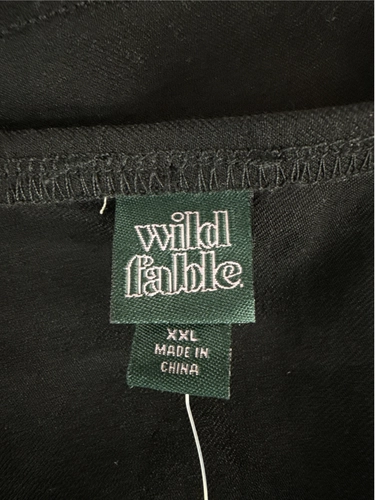 wild
fable.
XXL
MADE IN
CHINA